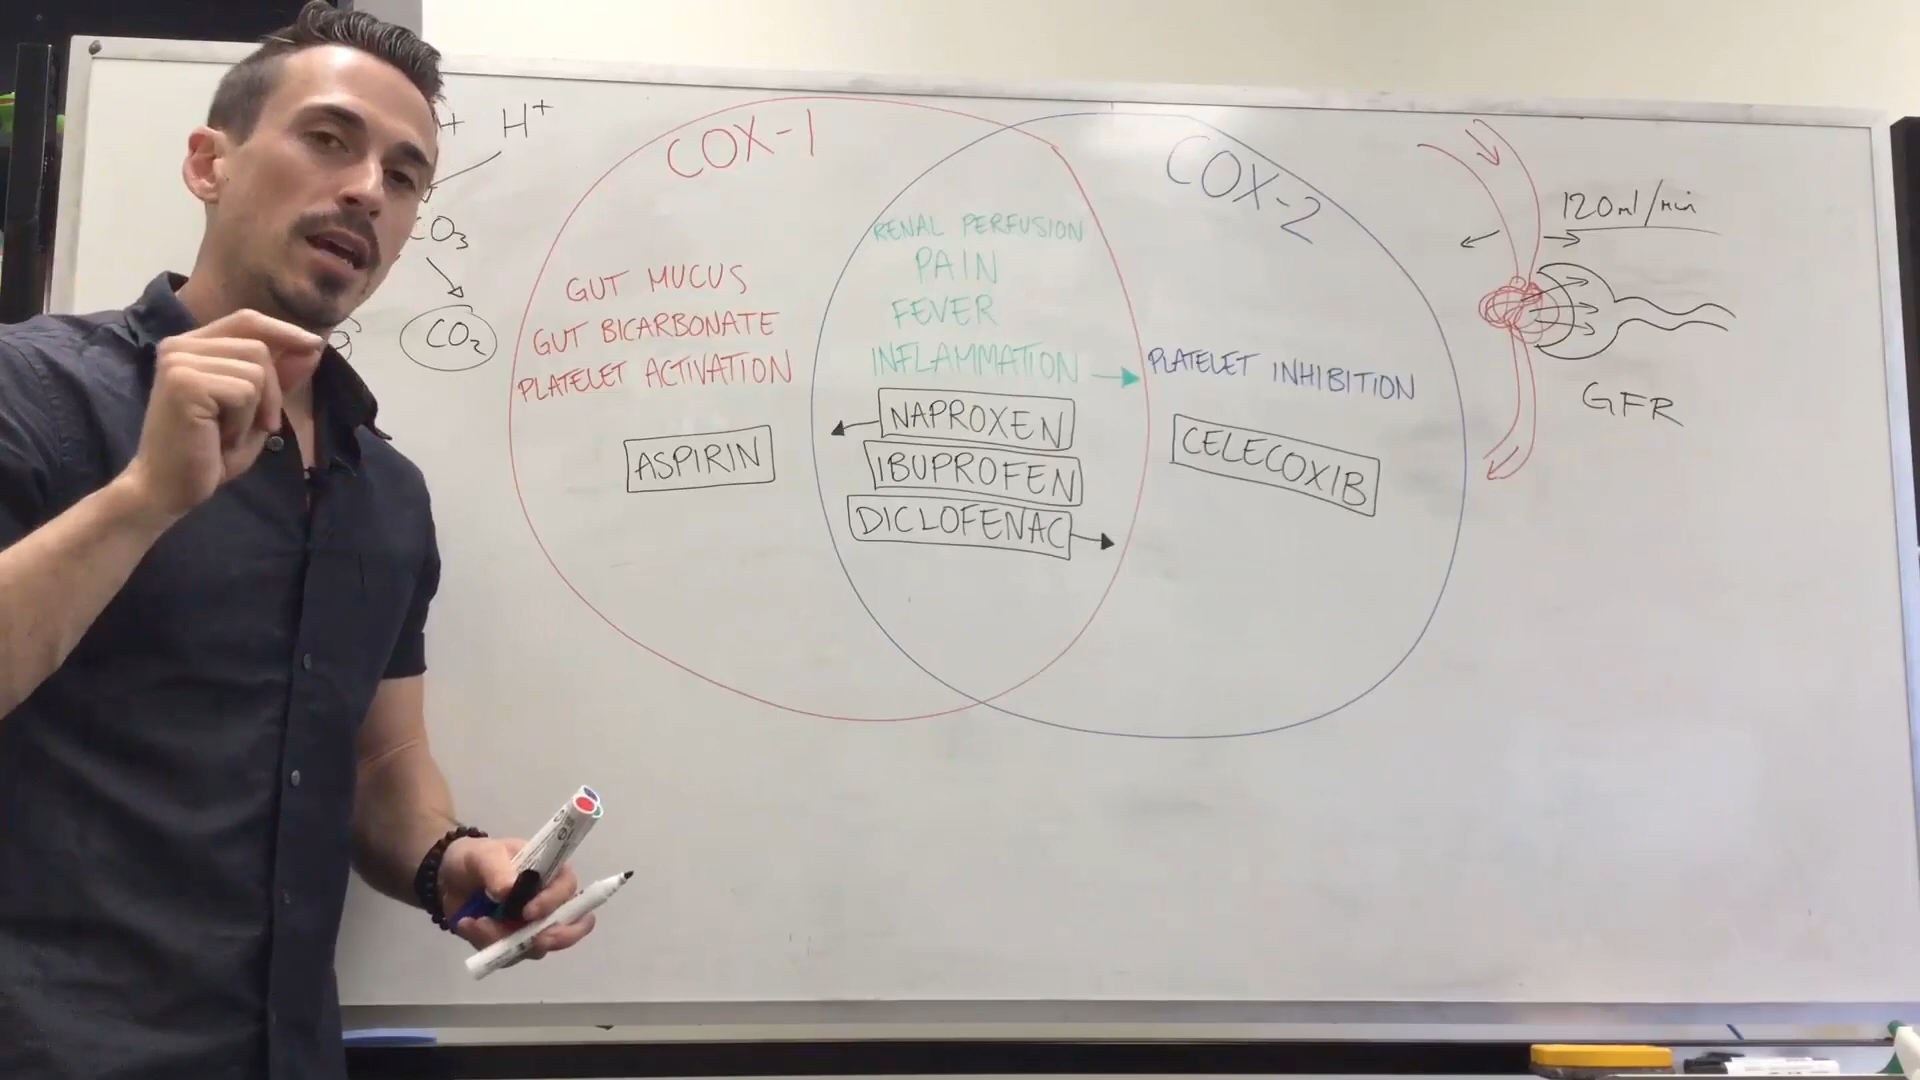 H+
CO3
CO2
COX-1
GUT MUCUS
GUT BICARBONATE
PLATELET ACTIVATION
ASPIRIN
RENAL PERFUSION
PAIN
FEVER
INFLAMMATION
NAPROXEN
IBUPROFEN
DICLOFENAC
COX-2
PLATELET INHIBITION
CELECOXIB
120ml/min
GFR